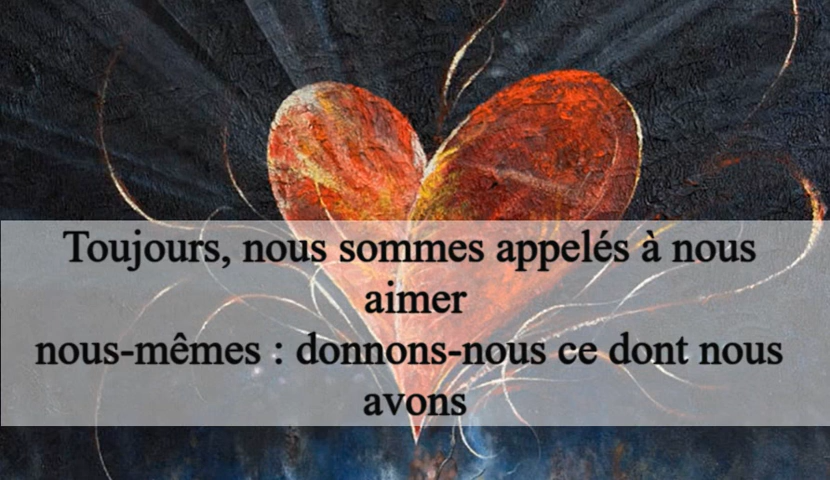 Toujours, nous sommes appelés à nous
aimer
nous-mêmes : donnons-nous ce dont nous
avons